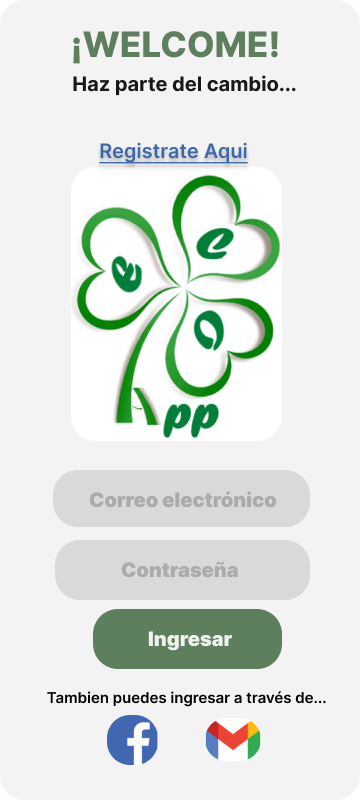 ¡WELCOME!
Haz parte del cambio...
Registrate Aqui
e c
o
App
Correo electrónico
Contraseña
Ingresar
Tambien puedes ingresar a través de...